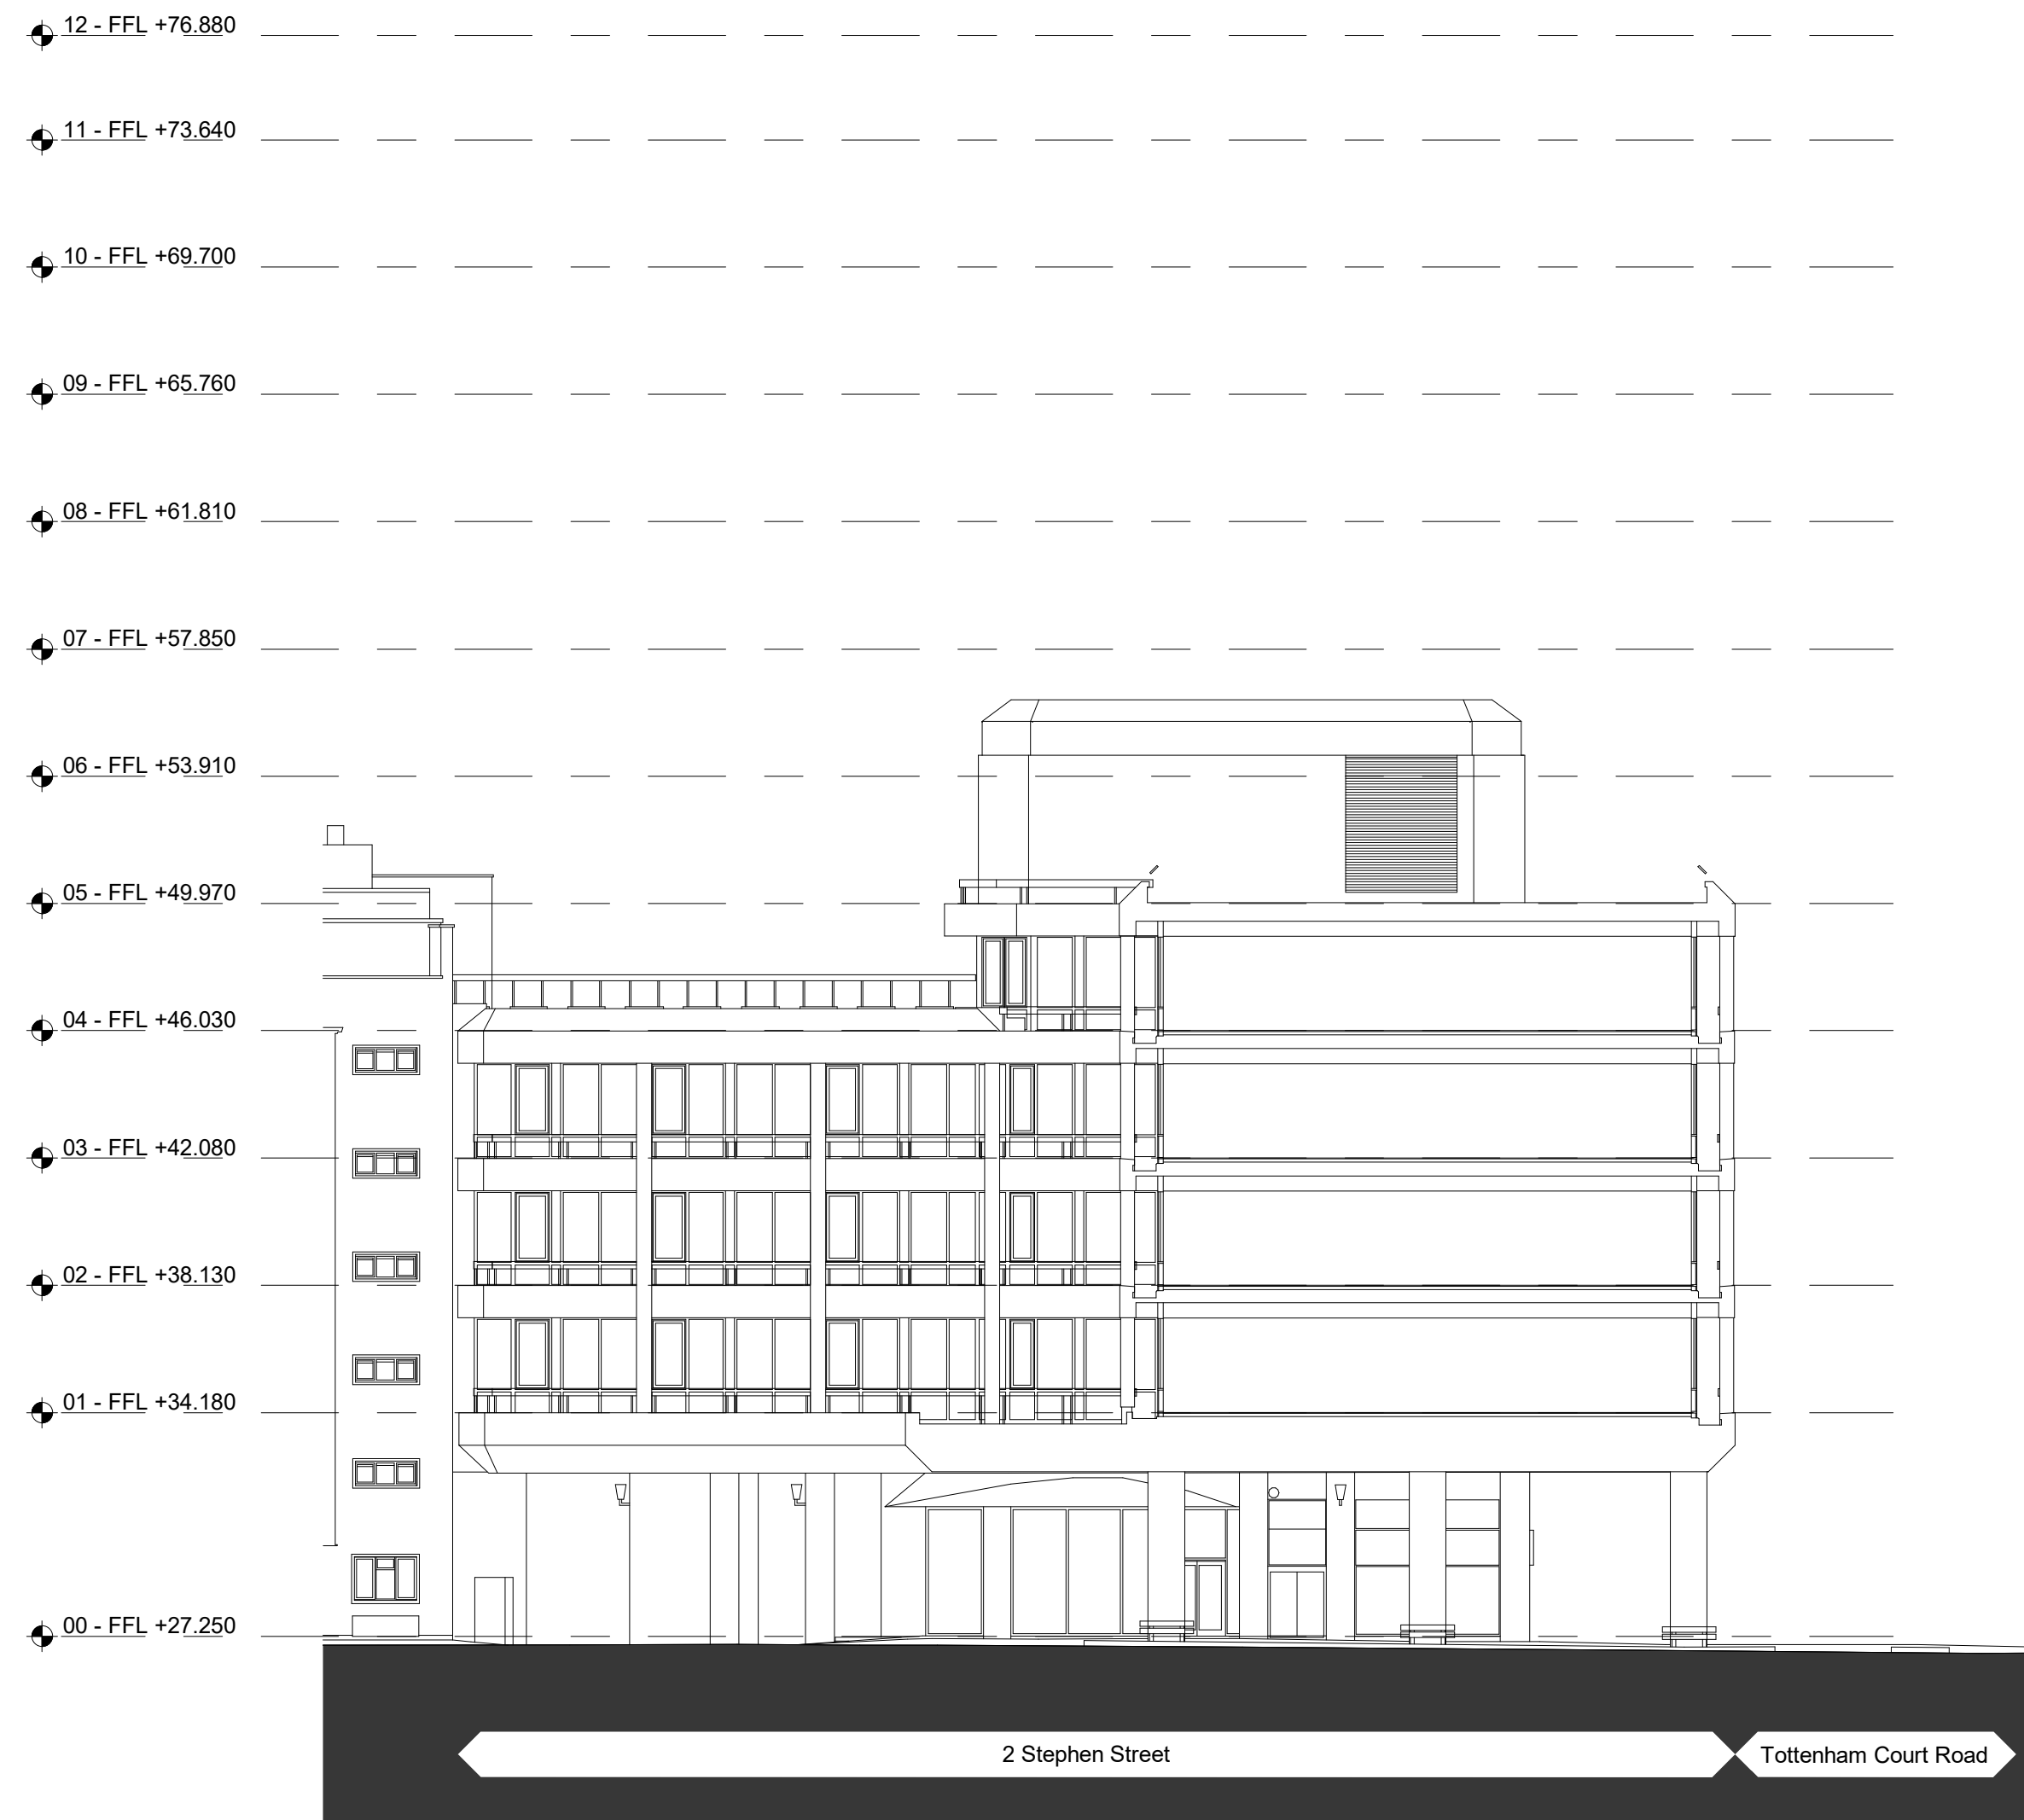 12 - FFL +76.880
11 - FFL +73.640
10 - FFL +69.700
09 - FFL +65.760
08 - FFL +61.810
07 - FFL +57.850
06 - FFL +53.910
05 - FFL +49.970
04 - FFL +46.030
03 - FFL +42.080
02 - FFL +38.130
01 - FFL +34.180
00 - FFL +27.250
2 Stephen Street
Tottenham Court Road